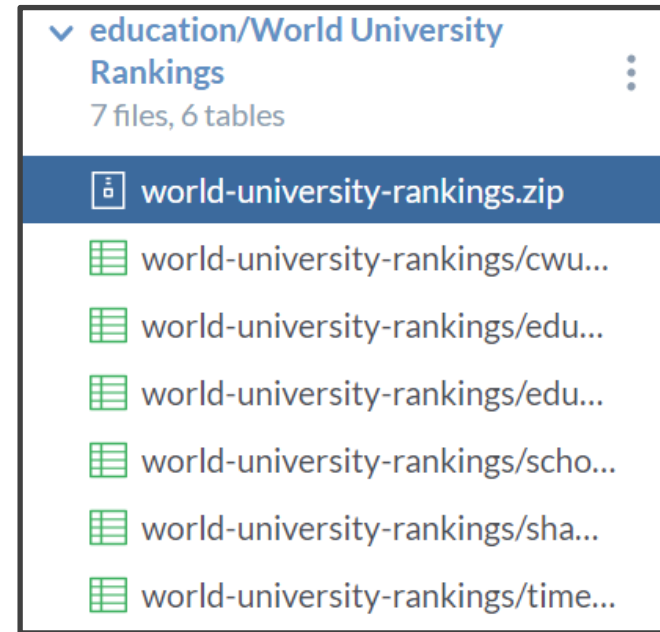 education/World University
Rankings
7 files, 6 tables
world-university-rankings.zip
world-university-rankings/cwu...
world-university-rankings/edu...
world-university-rankings/edu...
world-university-rankings/scho...
world-university-rankings/sha...
world-university-rankings/time...